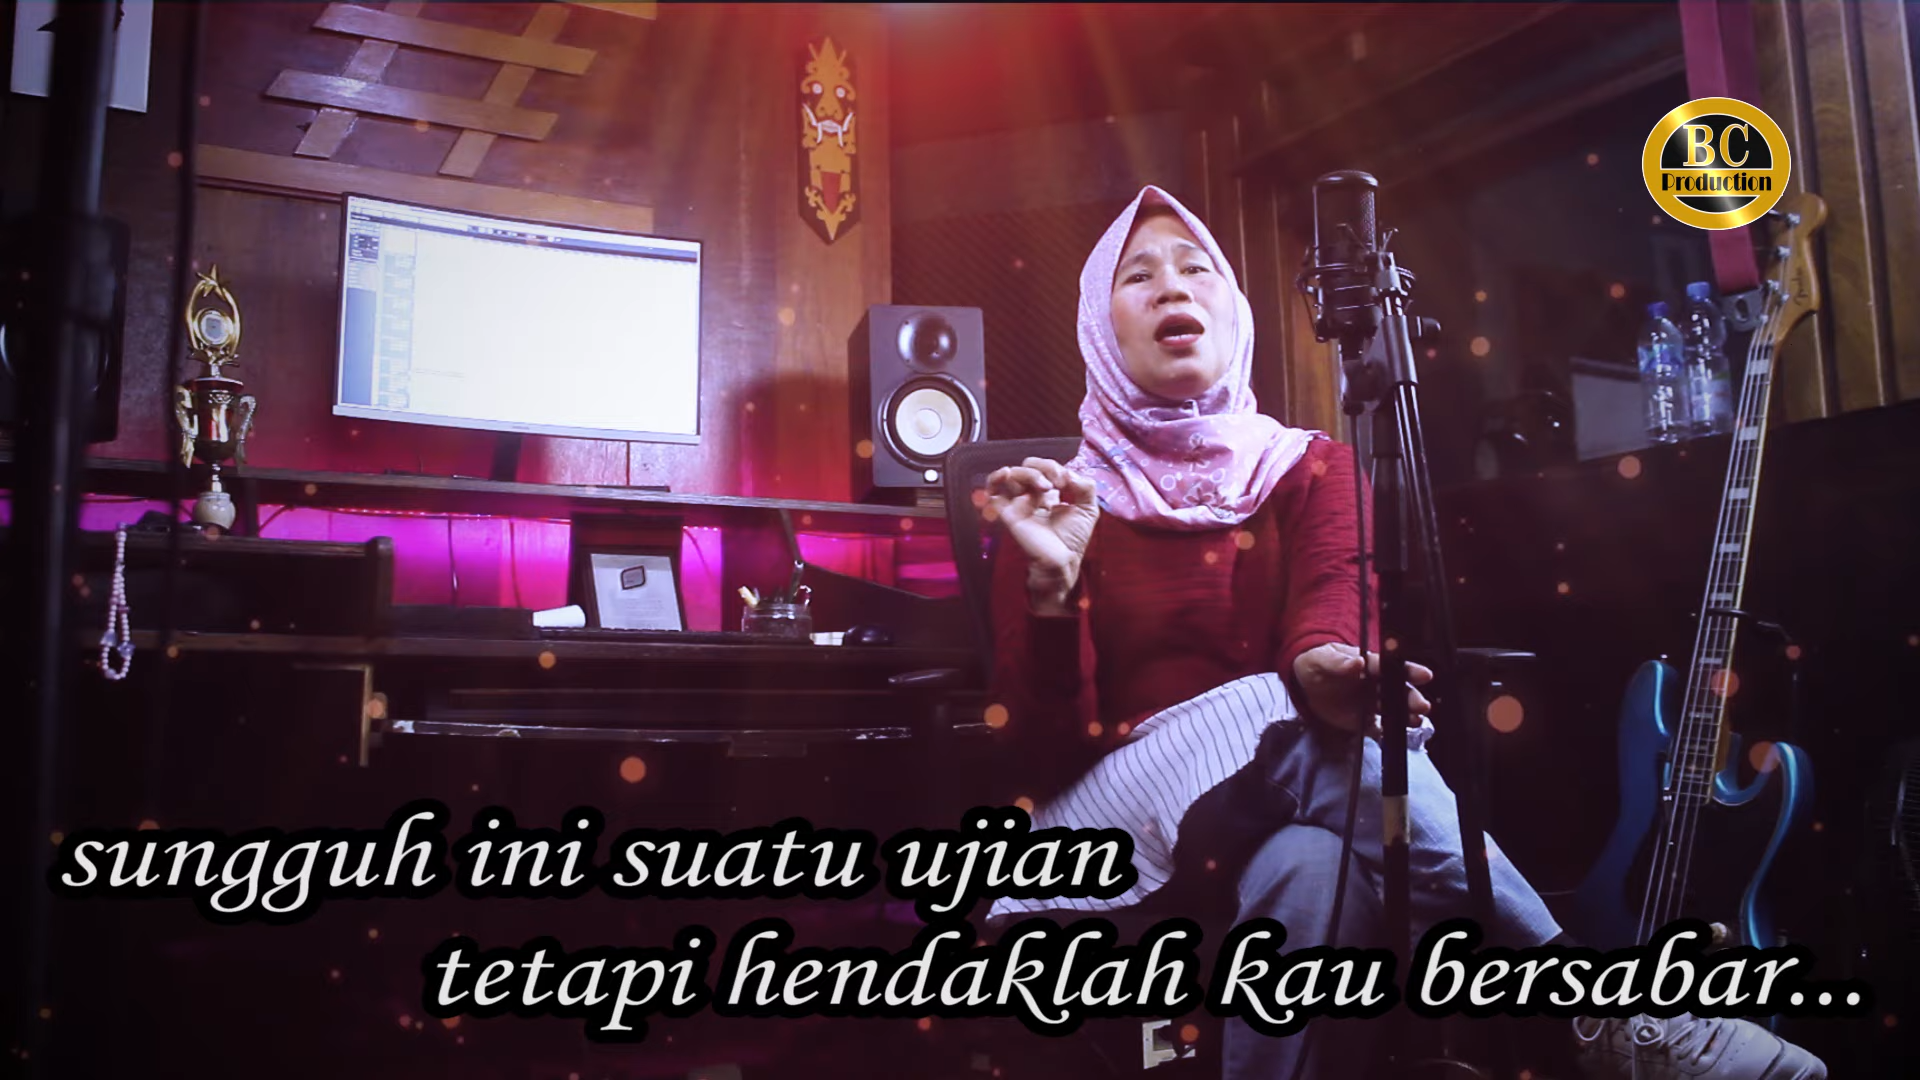 BC
Production
sungguh ini suatu ujian
tetapi hendaklah kau bersabar...